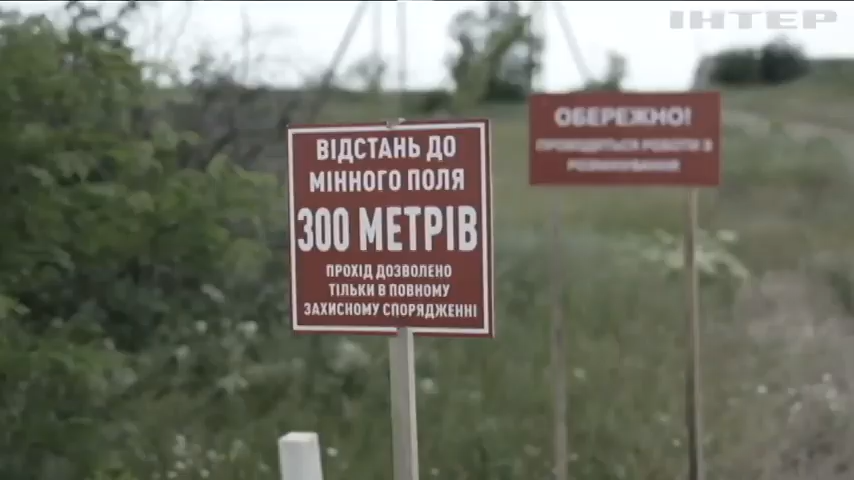 ІНТЕР
ВІДСТАНЬ ДО
МІННОГО ПОЛЯ
300 МЕТРІВ
ПРОХІД ДОЗВОЛЕНО
ТІЛЬКИ В ПОВНОМУ
ЗАХИСНОМУ СПОРЯДЖЕННІ
ОБЕРЕЖНО!
ПРОВОДЯТЬСЯ РОБОТИ З
РОЗМІНУВАННЯ